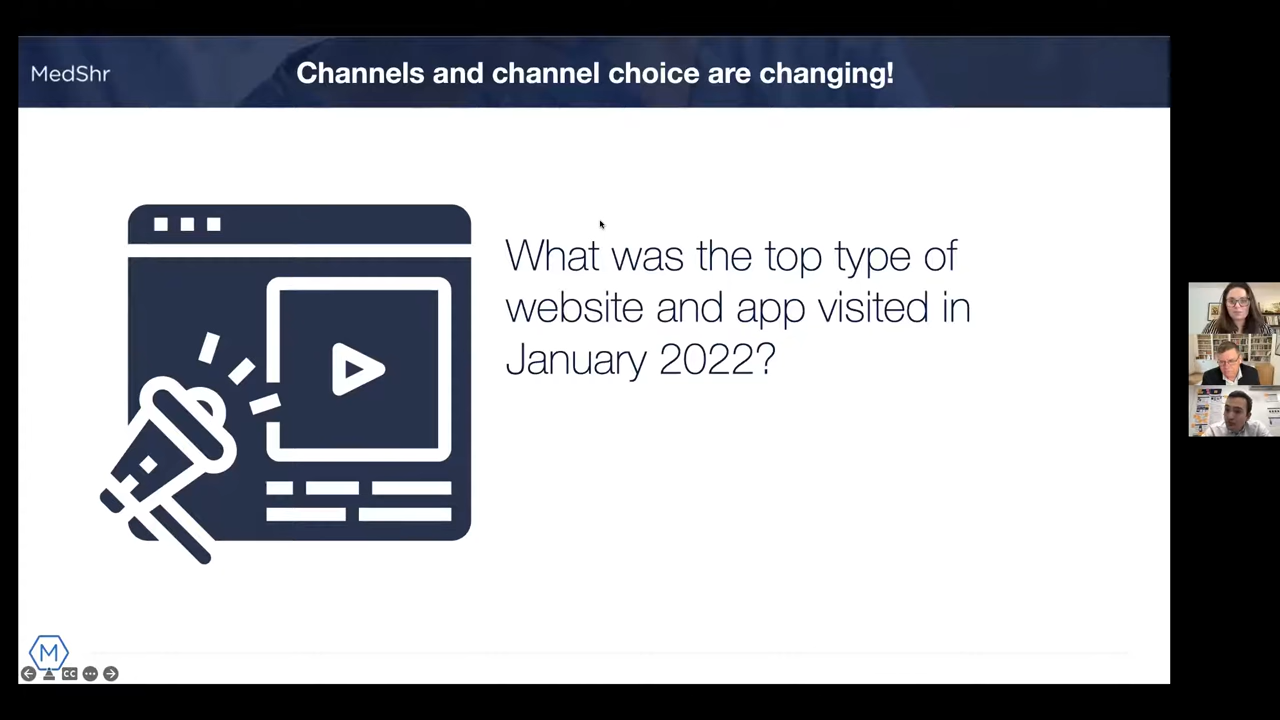 MedShr
Channels and channel choice are changing!
What was the top type of
website and app visited in
January 2022?
M
CC